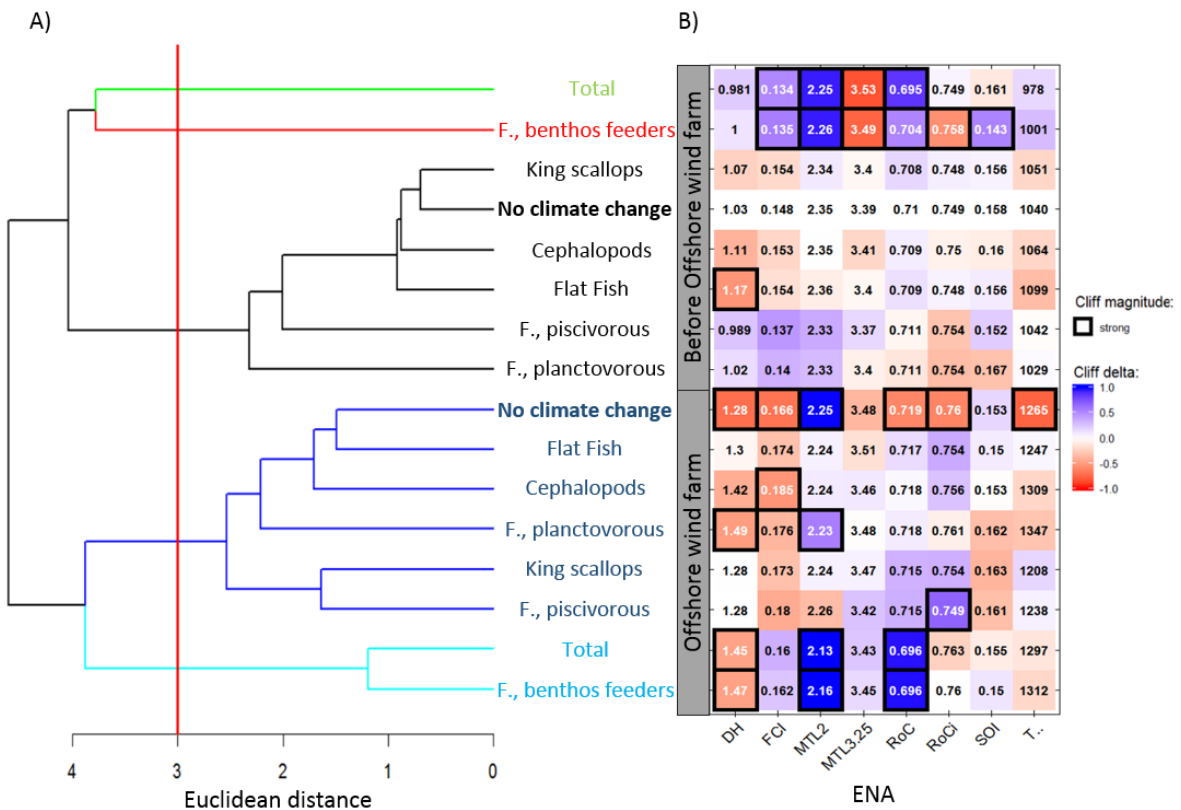 A)
B)
Total
F., benthos feeders
King scallops
No climate change
Cephalopods
Flat Fish
F., piscivorous
F., planctovorous
No climate change
Flat Fish
Cephalopods
F., planctovorous
King scallops
F., piscivorous
Total
F., benthos feeders
4 3 2 1 0
Euclidean distance
Before Offshore wind farm
Offshore wind farm
0.981 0.134 2.25 3.53 0.695 0.749 0.161 978
1 0.135 2.26 3.49 0.704 0.758 0.143 1001
1.07 0.154 2.34 3.4 0.708 0.748 0.156 1051
1.03 0.148 2.35 3.39 0.71 0.749 0.158 1040
1.11 0.153 2.35 3.41 0.709 0.75 0.16 1064
1.17 0.154 2.36 3.4 0.709 0.748 0.156 1099
0.989 0.137 2.33 3.37 0.711 0.754 0.152 1042
1.02 0.14 2.33 3.4 0.711 0.754 0.167 1029
1.28 0.166 2.25 3.48 0.719 0.76 0.153 1265
1.3 0.174 2.24 3.51 0.717 0.754 0.15 1247
1.42 0.185 2.24 3.46 0.718 0.756 0.153 1309
1.49 0.176 2.23 3.48 0.718 0.761 0.162 1347
1.28 0.173 2.24 3.47 0.715 0.754 0.163 1208
1.28 0.18 2.26 3.42 0.715 0.749 0.161 1238
1.45 0.16 2.13 3.43 0.696 0.763 0.155 1297
1.47 0.162 2.16 3.45 0.696 0.76 0.15 1312
DH FCI MTL2 MTL3.25 RoC RoCi SOI T..
ENA
Cliff magnitude:
strong
Cliff delta:
1.0
0.5
0.0
-0.5
-1.0